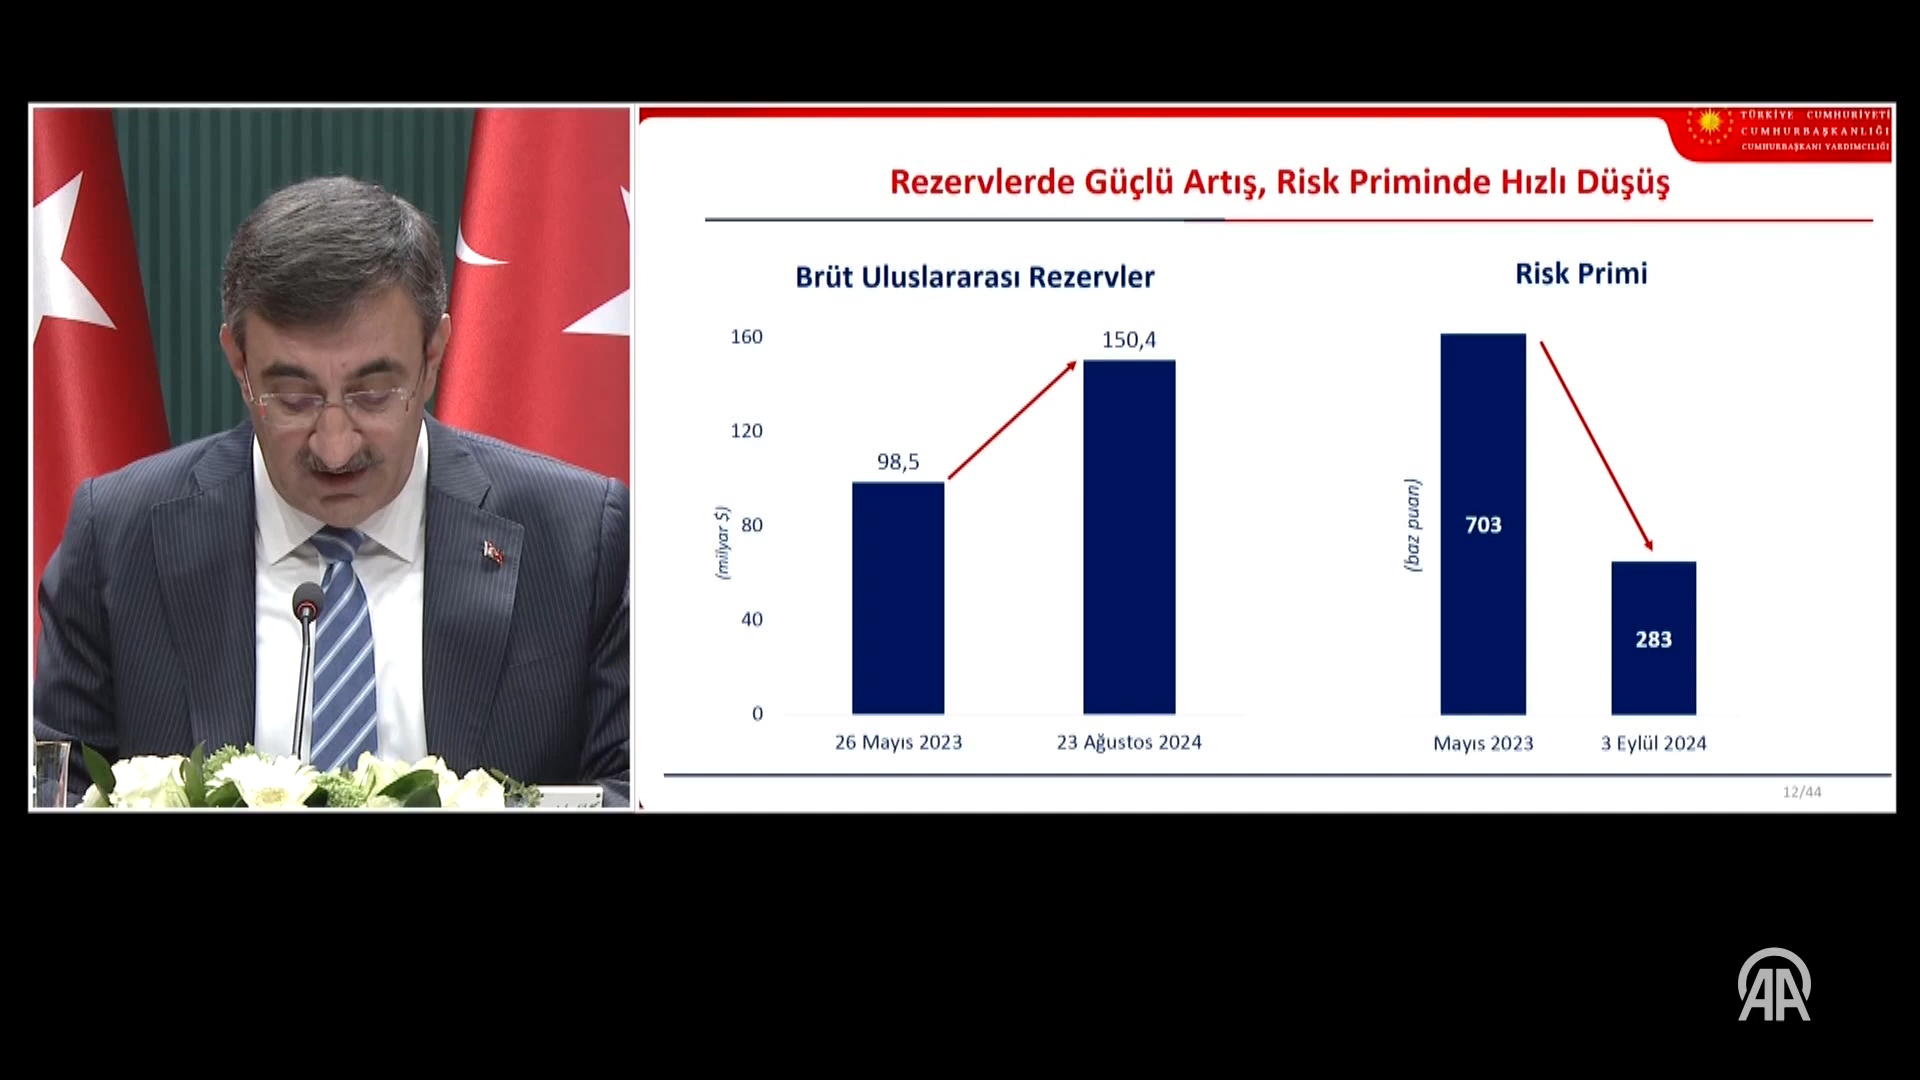 TÜRKİYE CUMHURİYETİ
CUMHURBAŞKANLIĞI
CUMHURBAŞKANI YARDIMCILIĞI
Rezervlerde Güçlü Artış, Risk Priminde Hızlı Düşüş
Brüt Uluslararası Rezervler
(milyar $)
160
120
80
40
0
98,5
150,4
26 Mayıs 2023
23 Ağustos 2024
Risk Primi
(baz puan)
703
283
Mayıs 2023
3 Eylül 2024
12/44
AA